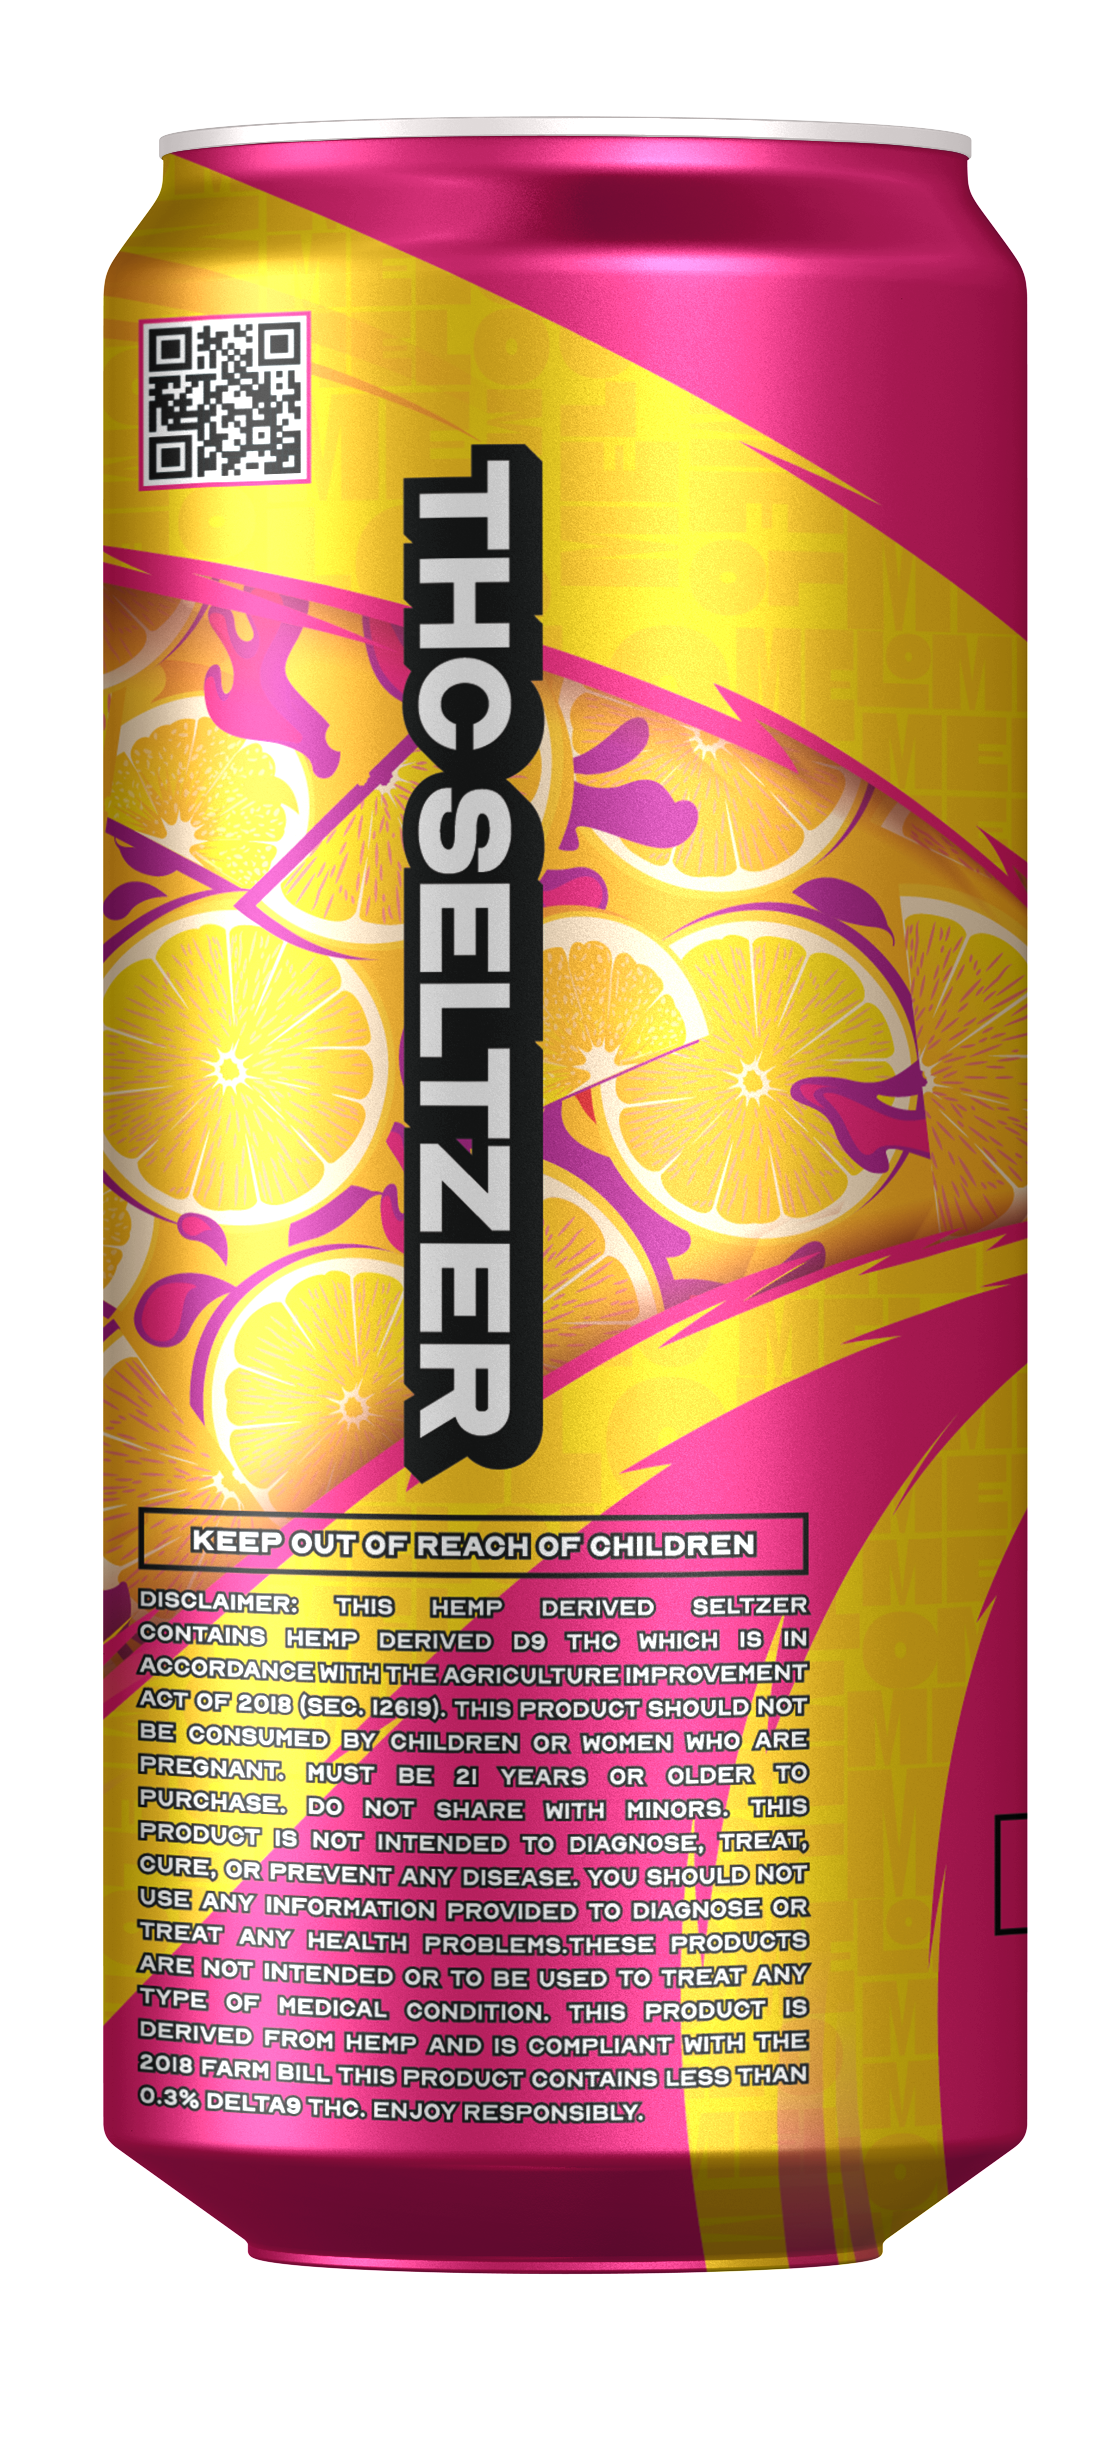 THC SELTZER
KEEP OUT OF REACH OF CHILDREN
DISCLAIMER: THIS HEMP DERIVED SELTZER
CONTAINS HEMP DERIVED D9 THC WHICH IS IN
ACCORDANCE WITH THE AGRICULTURE IMPROVEMENT
ACT OF 2018 (SEC. 12619). THIS PRODUCT SHOULD NOT
BE CONSUMED BY CHILDREN OR WOMEN WHO ARE
PREGNANT. MUST BE 21 YEARS OR OLDER TO
PURCHASE. DO NOT SHARE WITH MINORS. THIS
PRODUCT IS NOT INTENDED TO DIAGNOSE, TREAT,
CURE, OR PREVENT ANY DISEASE. YOU SHOULD NOT
USE ANY INFORMATION PROVIDED TO DIAGNOSE OR
TREAT ANY HEALTH PROBLEMS.THESE PRODUCTS
ARE NOT INTENDED OR TO BE USED TO TREAT ANY
TYPE OF MEDICAL CONDITION. THIS PRODUCT IS
DERIVED FROM HEMP AND IS COMPLIANT WITH THE
2018 FARM BILL THIS PRODUCT CONTAINS LESS THAN
0.3% DELTA9 THC. ENJOY RESPONSIBLY.